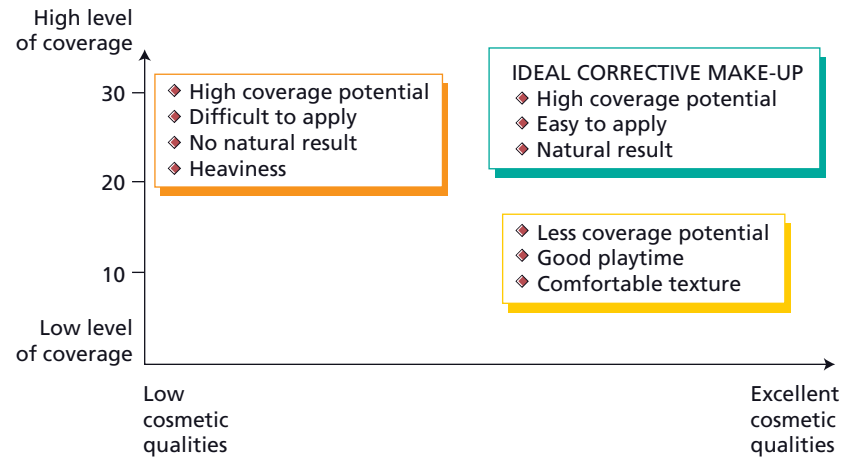 High level
of coverage
30
20
10
Low level
of coverage
High coverage potential
Difficult to apply
No natural result
Heaviness
IDEAL CORRECTIVE MAKE-UP
High coverage potential
Easy to apply
Natural result
Less coverage potential
Good playtime
Comfortable texture
Low
cosmetic
qualities
Excellent
cosmetic
qualities